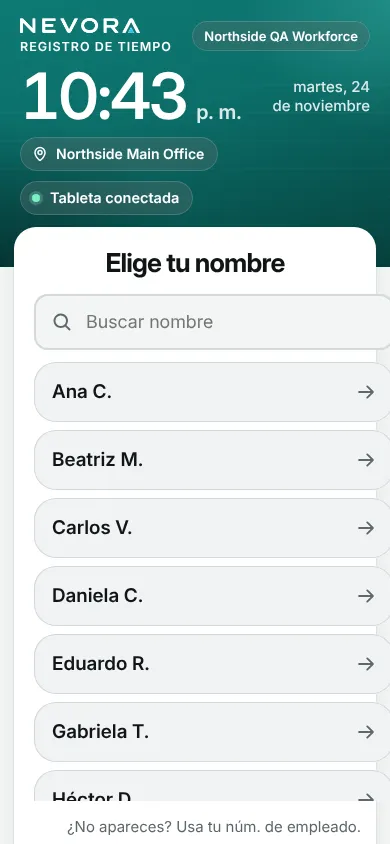 NEVORA
REGISTRO DE TIEMPO
Northside QA Workforce
10:43 p. m.
martes, 24
de noviembre
Northside Main Office
Tableta conectada
Elige tu nombre
Buscar nombre
Ana C.
Beatriz M.
Carlos V.
Daniela C.
Eduardo R.
Gabriela T.
Héctor D.
¿No apareces? Usa tu núm. de empleado.